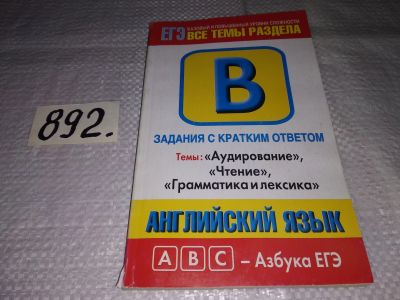 892.
ЕГЭ БАЗОВЫЙ И ПОВЫШЕННЫЙ УРОВНИ СЛОЖНОСТИ
ВСЕ ТЕМЫ РАЗДЕЛА
В
ЗАДАНИЯ С КРАТКИМ ОТВЕТОМ
Темы: «Аудирование»,
«Чтение»,
«Грамматика и лексика»
АНГЛИЙСКИЙ ЯЗЫК
А В С – Азбука ЕГЭ